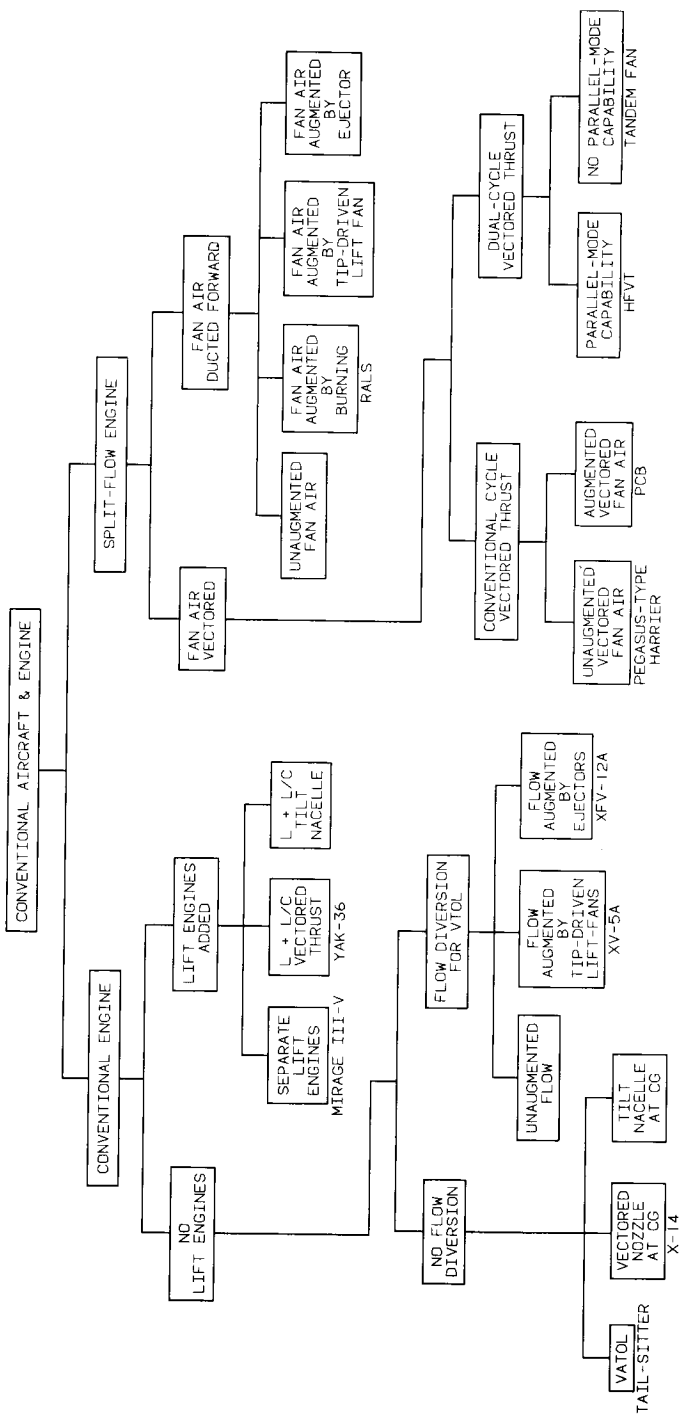 CONVENTIONAL AIRCRAFT & ENGINE
CONVENTIONAL ENGINE
SPLIT-FLOW ENGINE
NO
LIFT ENGINES
LIFT ENGINES
ADDED
FAN AIR
VECTORED
FAN AIR
DUCTED FORWARD
SEPARATE
LIFT
ENGINES
MIRAGE III-V
L + L/C
VECTORED
THRUST
YAK-36
L + L/C
TILT
NACELLE
UNAUGMENTED
FAN AIR
FAN AIR
AUGMENTED
BY
BURNING
RALS
FAN AIR
AUGMENTED
BY
TIP-DRIVEN
LIFT FAN
FAN AIR
AUGMENTED
BY
EJECTOR
NO FLOW
DIVERSION
FLOW DIVERSION
FOR VTOL
CONVENTIONAL CYCLE
VECTORED THRUST
DUAL-CYCLE
VECTORED THRUST
UNAUGMENTED
FLOW
FLOW
AUGMENTED
BY
TIP-DRIVEN
LIFT-FANS
XV-5A
FLOW
AUGMENTED
BY
EJECTORS
XFV-12A
UNAUGMENTED
VECTORED
FAN AIR
PEGASUS-TYPE
HARRIER
AUGMENTED
VECTORED
FAN AIR
PCB
PARALLEL-MODE
CAPABILITY
HFVT
NO PARALLEL-MODE
CAPABILITY
TANDEM FAN
VATOL
TAIL-SITTER
VECTORED
NOZZLE
AT CG
X-14
TILT
NACELLE
AT CG